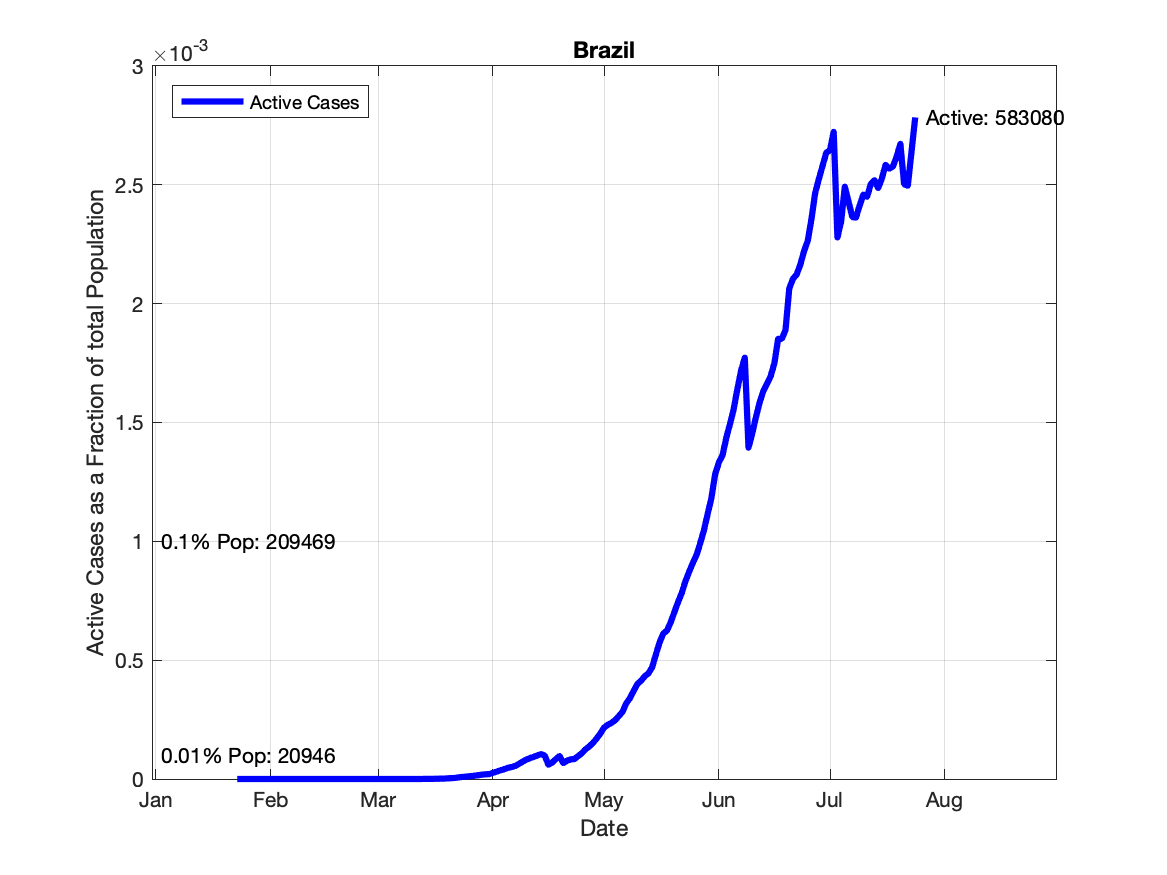 Brazil
×10-3
3
2.5
2
1.5
1
0.5
0
Active Cases as a Fraction of total Population
Active Cases
Active: 583080
0.1% Pop: 209469
0.01% Pop: 20946
Jan Feb Mar Apr May Jun Jul Aug
Date